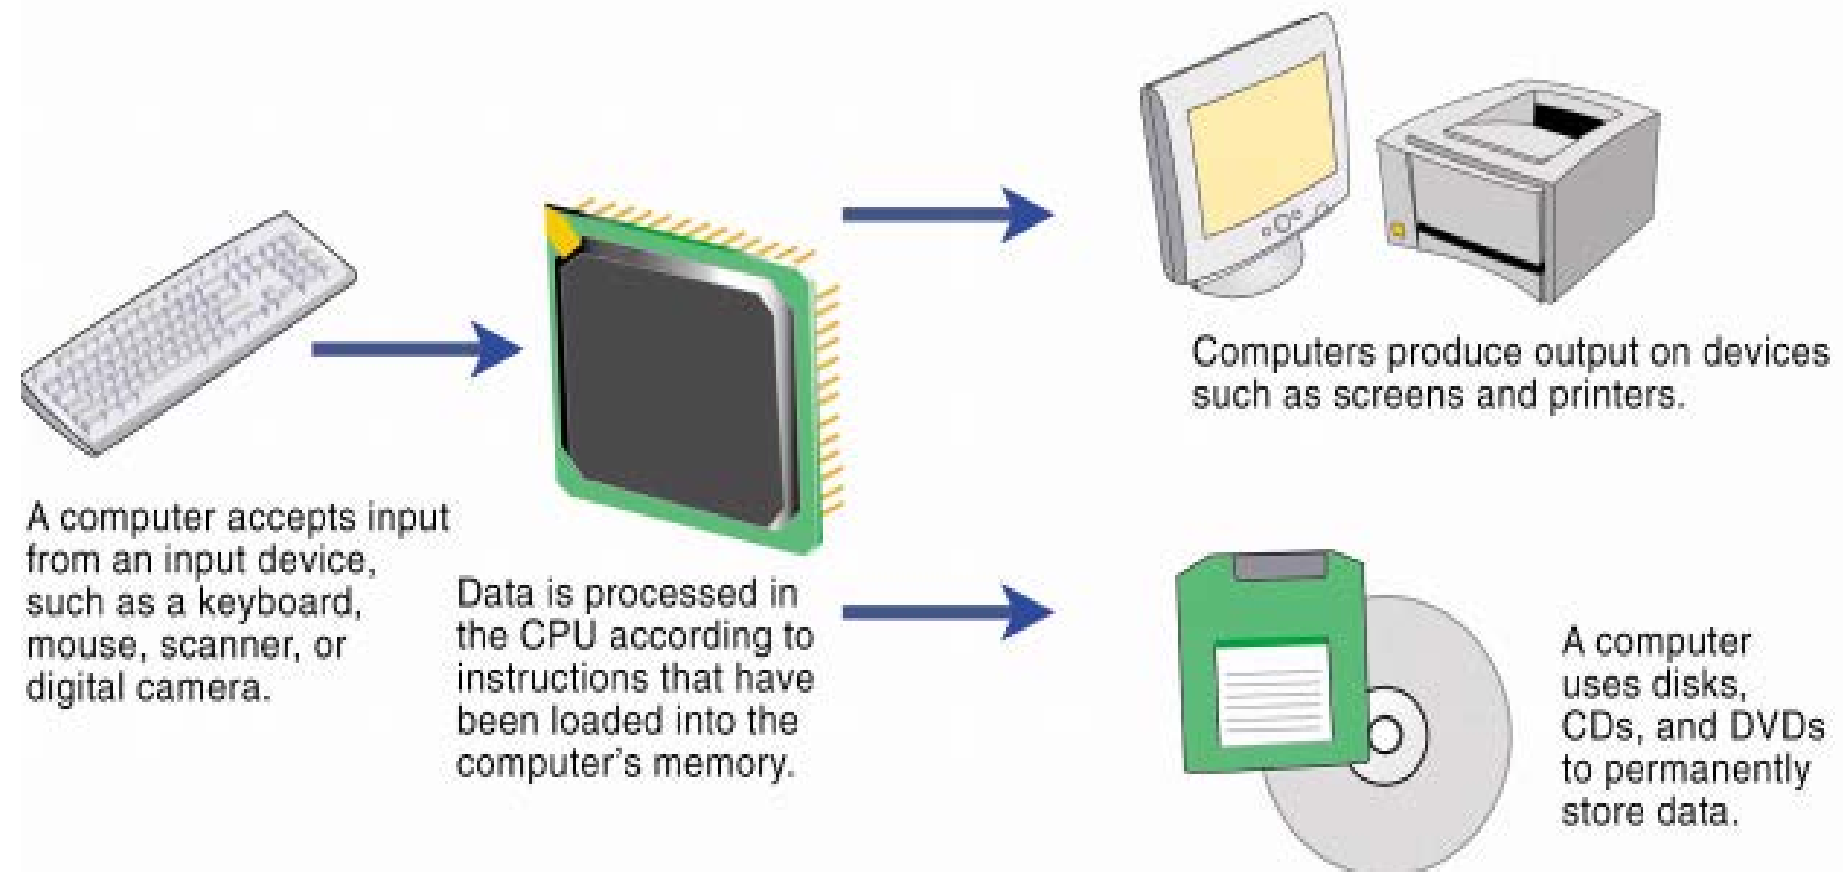 A computer accepts input
from an input device,
such as a keyboard,
mouse, scanner, or
digital camera.
Data is processed in
the CPU according to
instructions that have
been loaded into the
computer's memory.
Computers produce output on devices
such as screens and printers.
A computer
uses disks,
CDs, and DVDs
to permanently
store data.